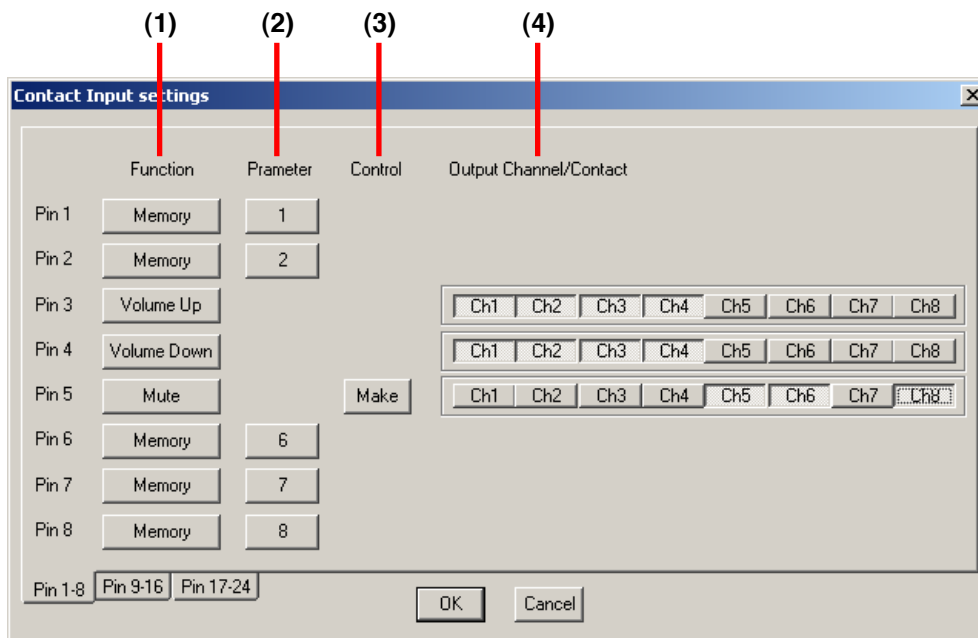 (1) (2) (3) (4)
Contact Input settings
Function Prameter Control Output Channel/Contact
Pin 1 Memory 1
Pin 2 Memory 2
Pin 3 Volume Up Ch1 Ch2 Ch3 Ch4 Ch5 Ch6 Ch7 Ch8
Pin 4 Volume Down Ch1 Ch2 Ch3 Ch4 Ch5 Ch6 Ch7 Ch8
Pin 5 Mute Make Ch1 Ch2 Ch3 Ch4 Ch5 Ch6 Ch7 Ch8
Pin 6 Memory 6
Pin 7 Memory 7
Pin 8 Memory 8
Pin 1-8 Pin 9-16 Pin 17-24
OK Cancel